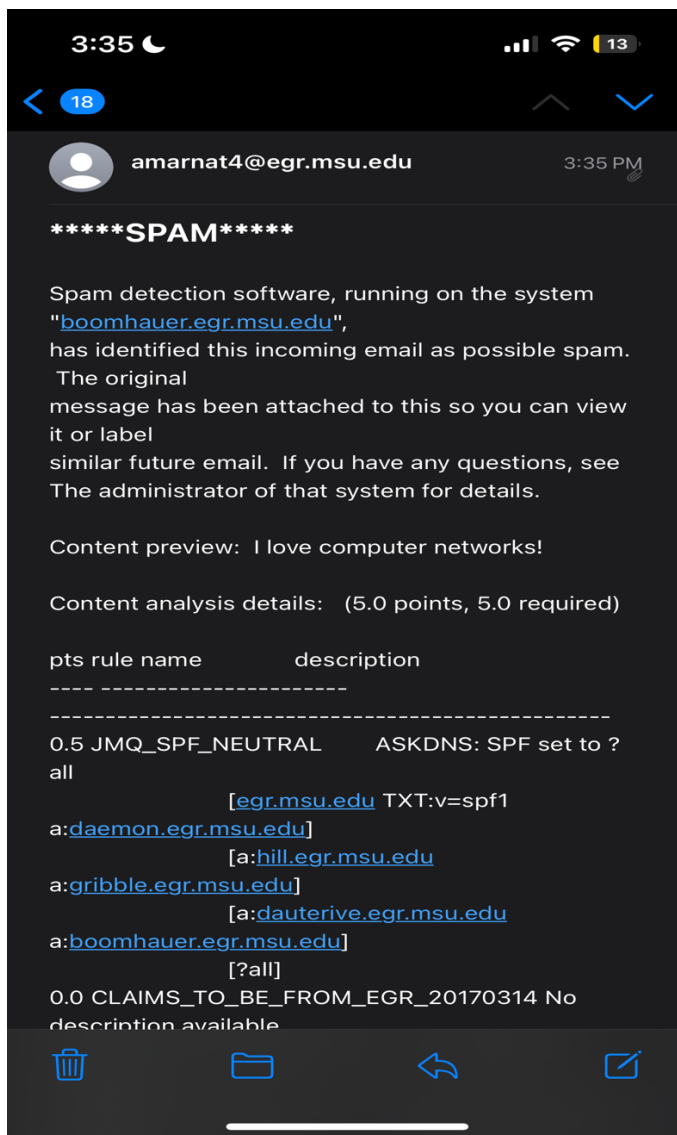 3:35
13
18
amarnat4@egr.msu.edu
3:35 PM
*****SPAM*****
Spam detection software, running on the system
"boomhauer.egr.msu.edu",
has identified this incoming email as possible spam.
The original
message has been attached to this so you can view
it or label
similar future email.  If you have any questions, see
The administrator of that system for details.
Content preview:  I love computer networks!
Content analysis details:   (5.0 points, 5.0 required)
pts rule name              description
---- ----------------------
--------------------------------------------------
0.5 JMQ_SPF_NEUTRAL       ASKDNS: SPF set to ?
all
[egr.msu.edu TXT:v=spf1
a:daemon.egr.msu.edu]
[a:hill.egr.msu.edu
a:gribble.egr.msu.edu]
[a:dauterive.egr.msu.edu
a:boomhauer.egr.msu.edu]
[?all]
0.0 CLAIMS_TO_BE_FROM_EGR_20170314 No
description available